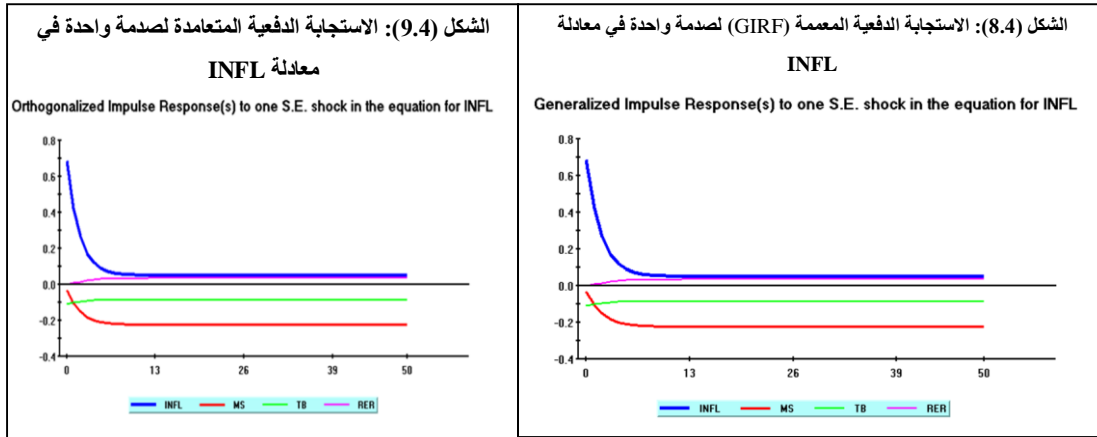 الشكل (8.4): الاستجابة الدفعية المعممة (GIRF) لصدمة واحدة في معادلة
INFL
Generalized Impulse Response(s) to one S.E. shock in the equation for INFL
0.8
0.6
0.4
0.2
0.0
-0.2
-0.4
0 13 26 39 50
INFL MS TB RER
الشكل (9.4): الاستجابة الدفعية المتعامدة لصدمة واحدة في
معادلة INFL
Orthogonalized Impulse Response(s) to one S.E. shock in the equation for INFL
0.8
0.6
0.4
0.2
0.0
-0.2
-0.4
0 13 26 39 50
INFL MS TB RER